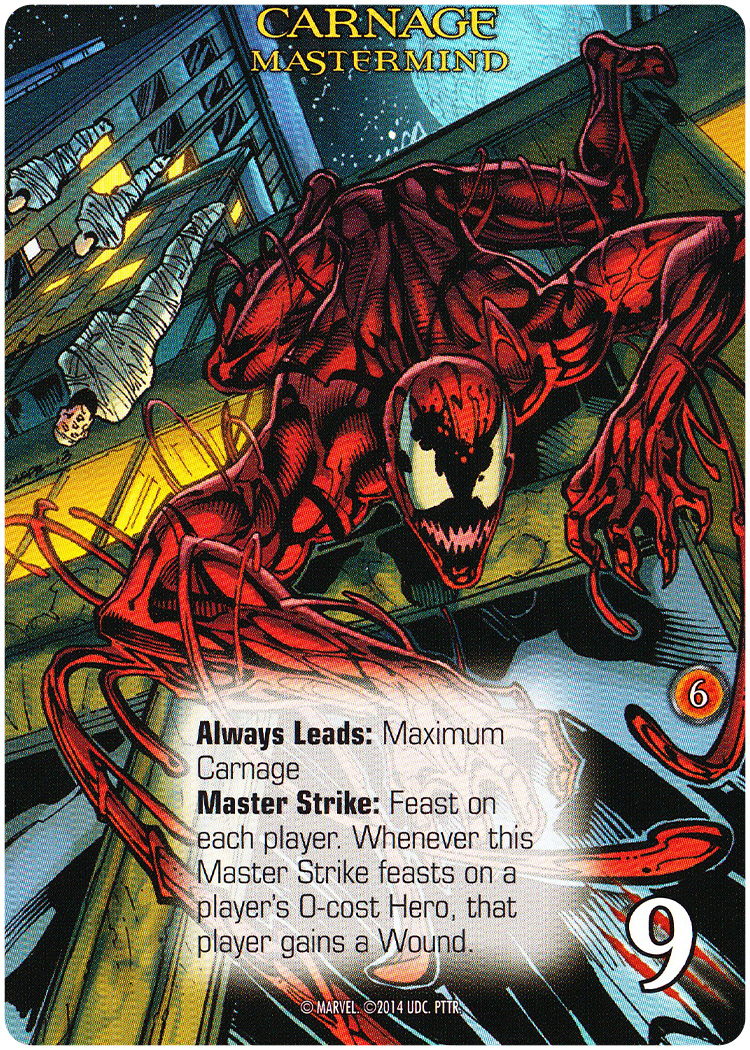 CARNAGE
MASTERMIND
6
Always Leads: Maximum
Carnage
Master Strike: Feast on
each player. Whenever this
Master Strike feasts on a
player's 0-cost Hero, that
player gains a Wound.
9
© MARVEL. ©2014 UDC. PTTR.